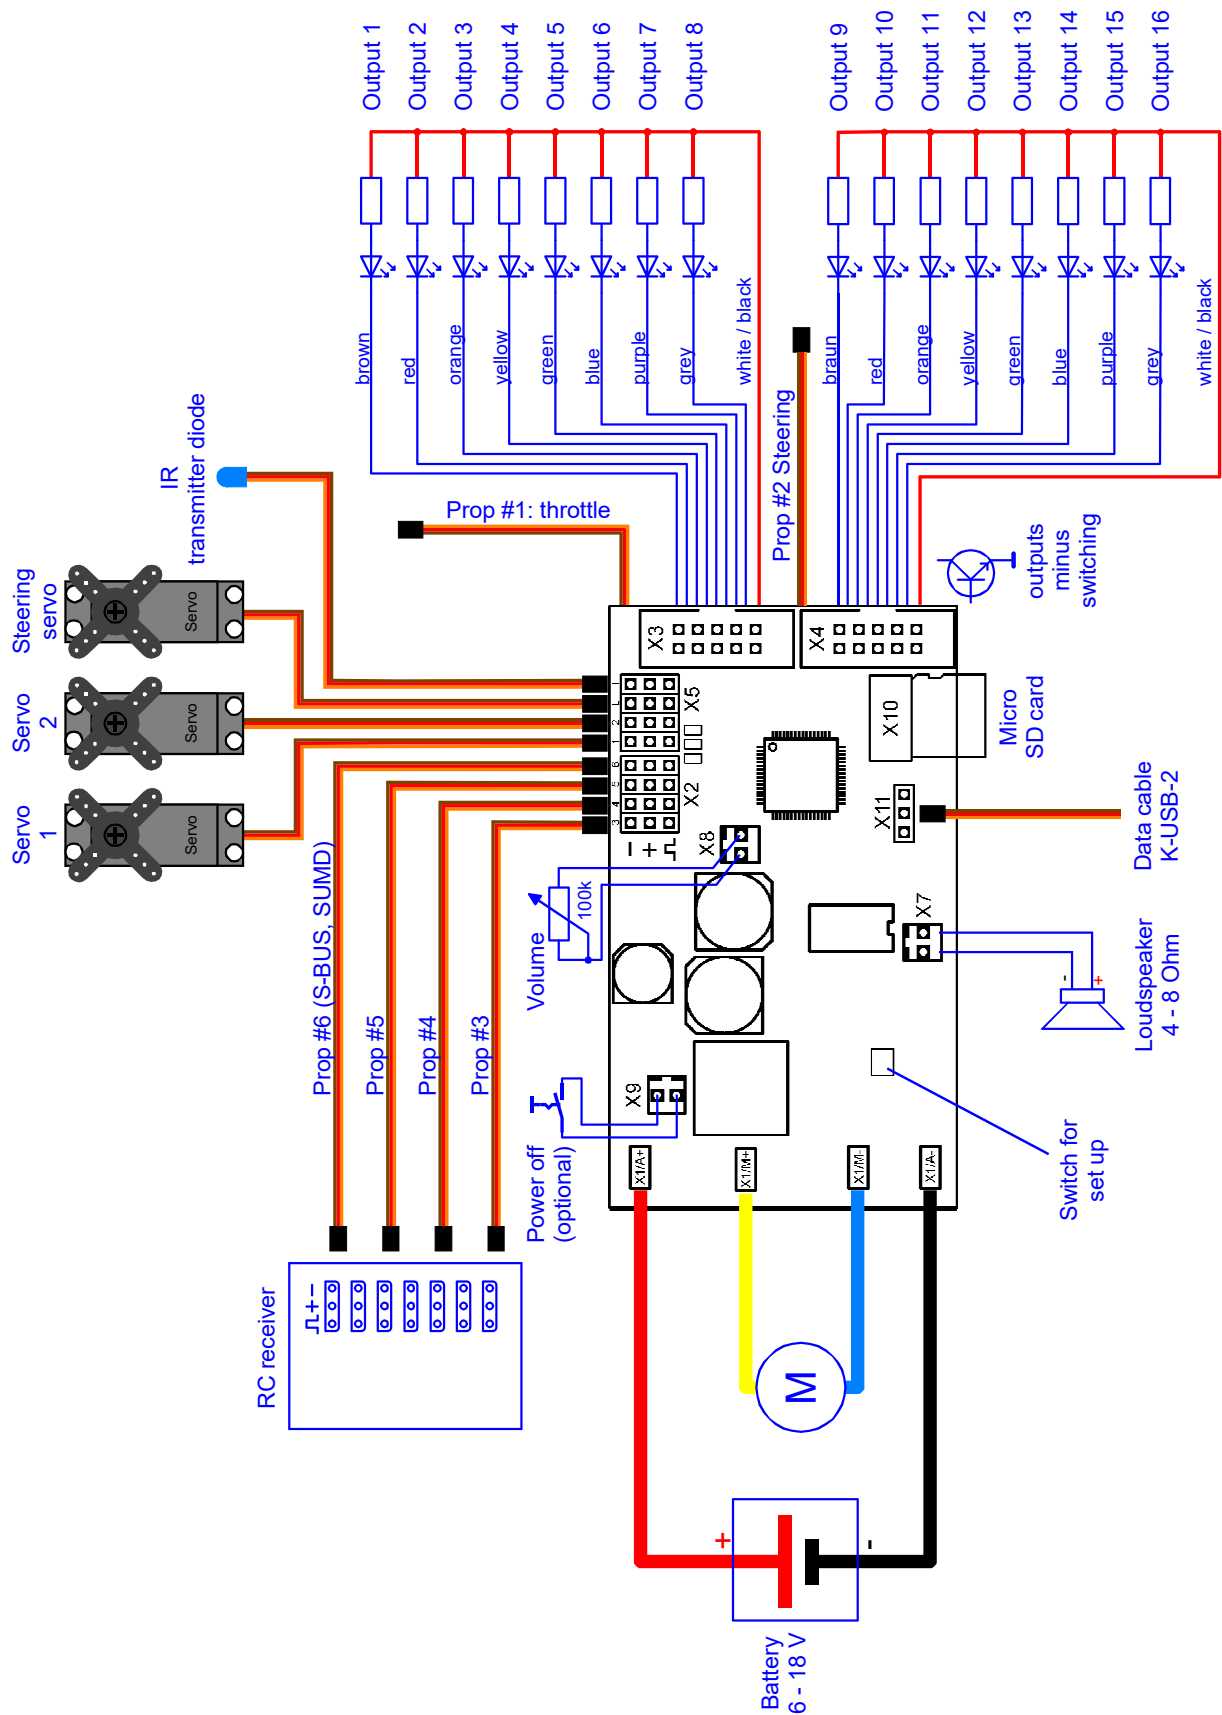 Servo
1
Servo
2
Steering
servo
Servo
Servo
Servo
IR
transmitter diode
Output 1
Output 2
Output 3
Output 4
Output 5
Output 6
Output 7
Output 8
Output 9
Output 10
Output 11
Output 12
Output 13
Output 14
Output 15
Output 16
brown
red
orange
yellow
green
blue
purple
grey
white / black
braun
red
orange
yellow
green
blue
purple
grey
white / black
RC receiver
+ -
Prop #6 (S-BUS, SUMD)
Prop #5
Prop #4
Prop #3
Prop #1: throttle
Prop #2 Steering
Power off
(optional)
Volume
100k
- +
3 4 5 6 1 2 L I
X2
X5
X3
X4
X8
X9
X10
X11
X7
X1/A+
X1/M+
X1/M-
X1/A-
M
Battery
6 - 18 V
+
-
Switch for
set up
Loudspeaker
4 - 8 Ohm
- +
Data cable
K-USB-2
Micro
SD card
outputs
minus
switching